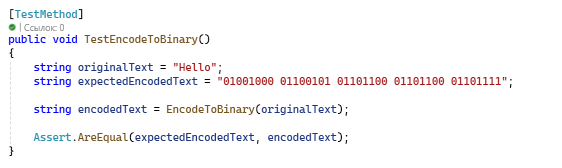 [TestMethod]
| Ссылок: 0
public void TestEncodeToBinary()
{
string originalText = "Hello";
string expectedEncodedText = "01001000 01100101 01101100 01101100 01101111";
string encodedText = EncodeToBinary(originalText);
Assert.AreEqual(expectedEncodedText, encodedText);
}